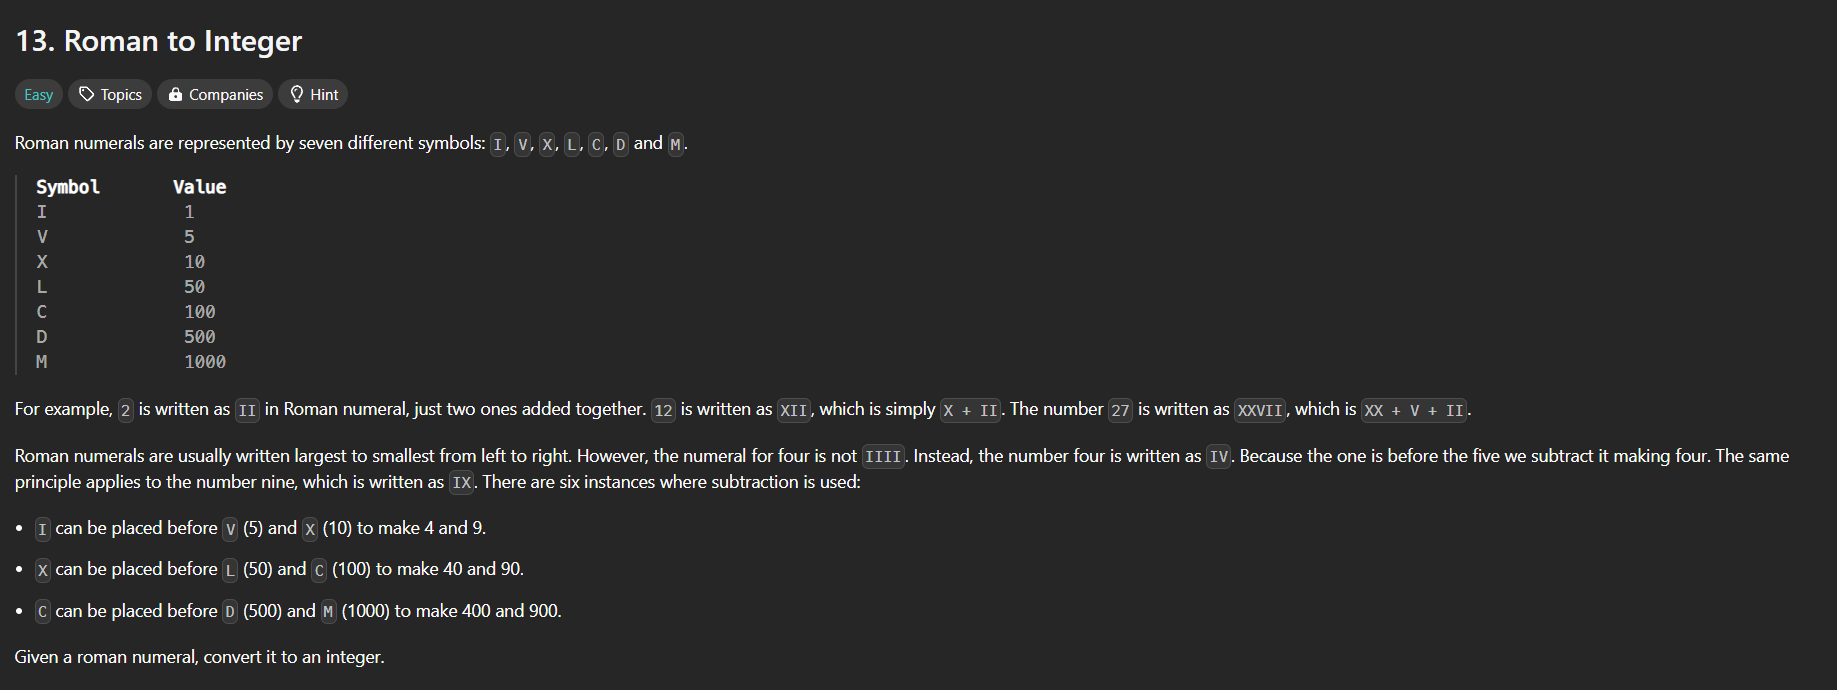 13. Roman to Integer
Easy Topics Companies Hint
Roman numerals are represented by seven different symbols: I, V, X, L, C, D and M.
Symbol Value
I 1
V 5
X 10
L 50
C 100
D 500
M 1000
For example, 2 is written as II in Roman numeral, just two ones added together. 12 is written as XII, which is simply X + II. The number 27 is written as XXVII, which is XX + V + II.
Roman numerals are usually written largest to smallest from left to right. However, the numeral for four is not IIII. Instead, the number four is written as IV. Because the one is before the five we subtract it making four. The same
principle applies to the number nine, which is written as IX. There are six instances where subtraction is used:
• I can be placed before V (5) and X (10) to make 4 and 9.
• X can be placed before L (50) and C (100) to make 40 and 90.
• C can be placed before D (500) and M (1000) to make 400 and 900.
Given a roman numeral, convert it to an integer.